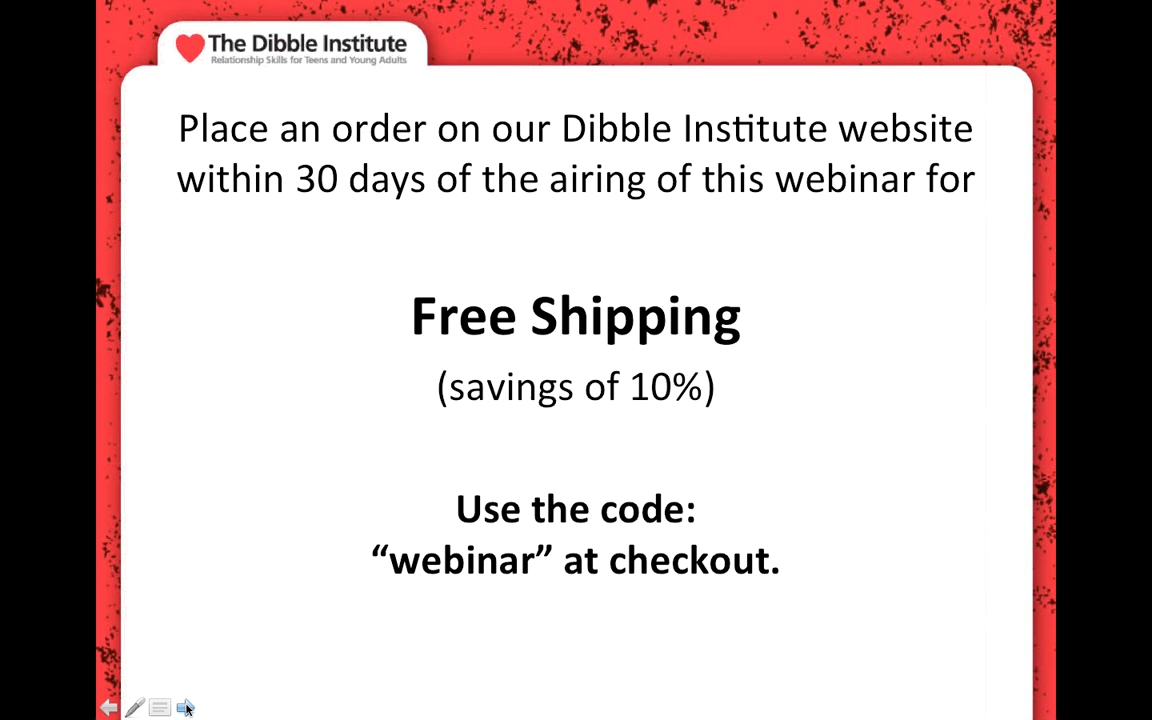 The Dibble Institute
Relationship Skills for Teens and Young Adults
Place an order on our Dibble Institute website
within 30 days of the airing of this webinar for
Free Shipping
(savings of 10%)
Use the code:
“webinar” at checkout.